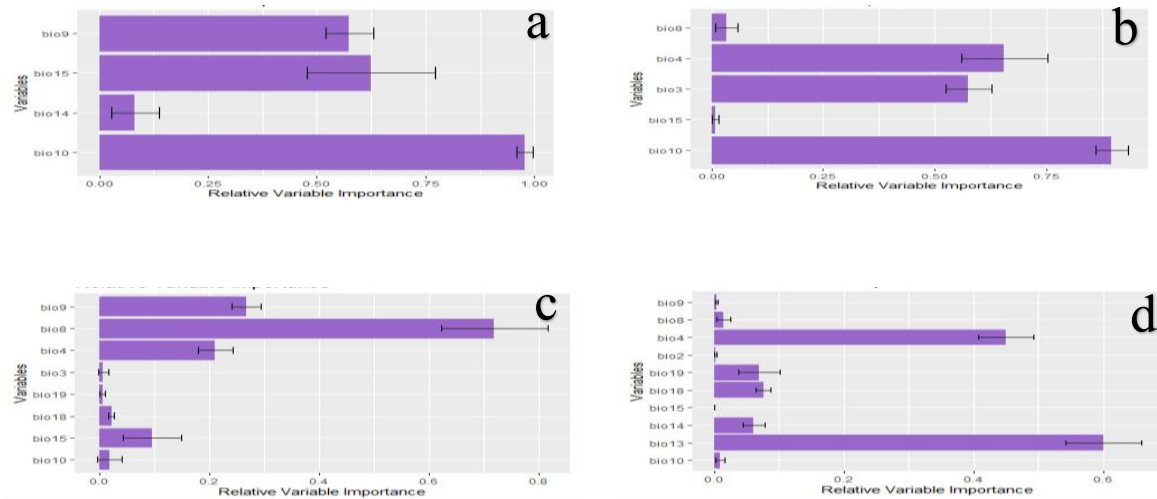 a
bio9
bio15
bio14
bio10
Variables
0.00 0.25 0.50 0.75 1.00
Relative Variable Importance
b
bio8
bio4
bio3
bio15
bio10
Variables
0.00 0.25 0.50 0.75
Relative Variable Importance
c
bio9
bio8
bio4
bio3
bio19
bio18
bio15
bio10
Variables
0.0 0.2 0.4 0.6 0.8
Relative Variable Importance
d
bio9
bio8
bio4
bio2
bio19
bio18
bio15
bio14
bio13
bio10
Variables
0.2 0.4 0.6
Relative Variable Importance